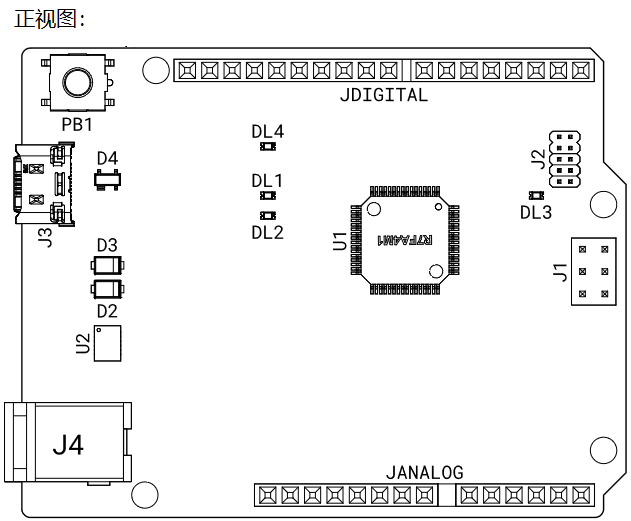 正视图：
JDIGITAL
PB1
DL4
D4
J2
DL1
DL3
DL2
U1
R7FA4M1
J3
D3
J1
D2
U2
J4
JANALOG